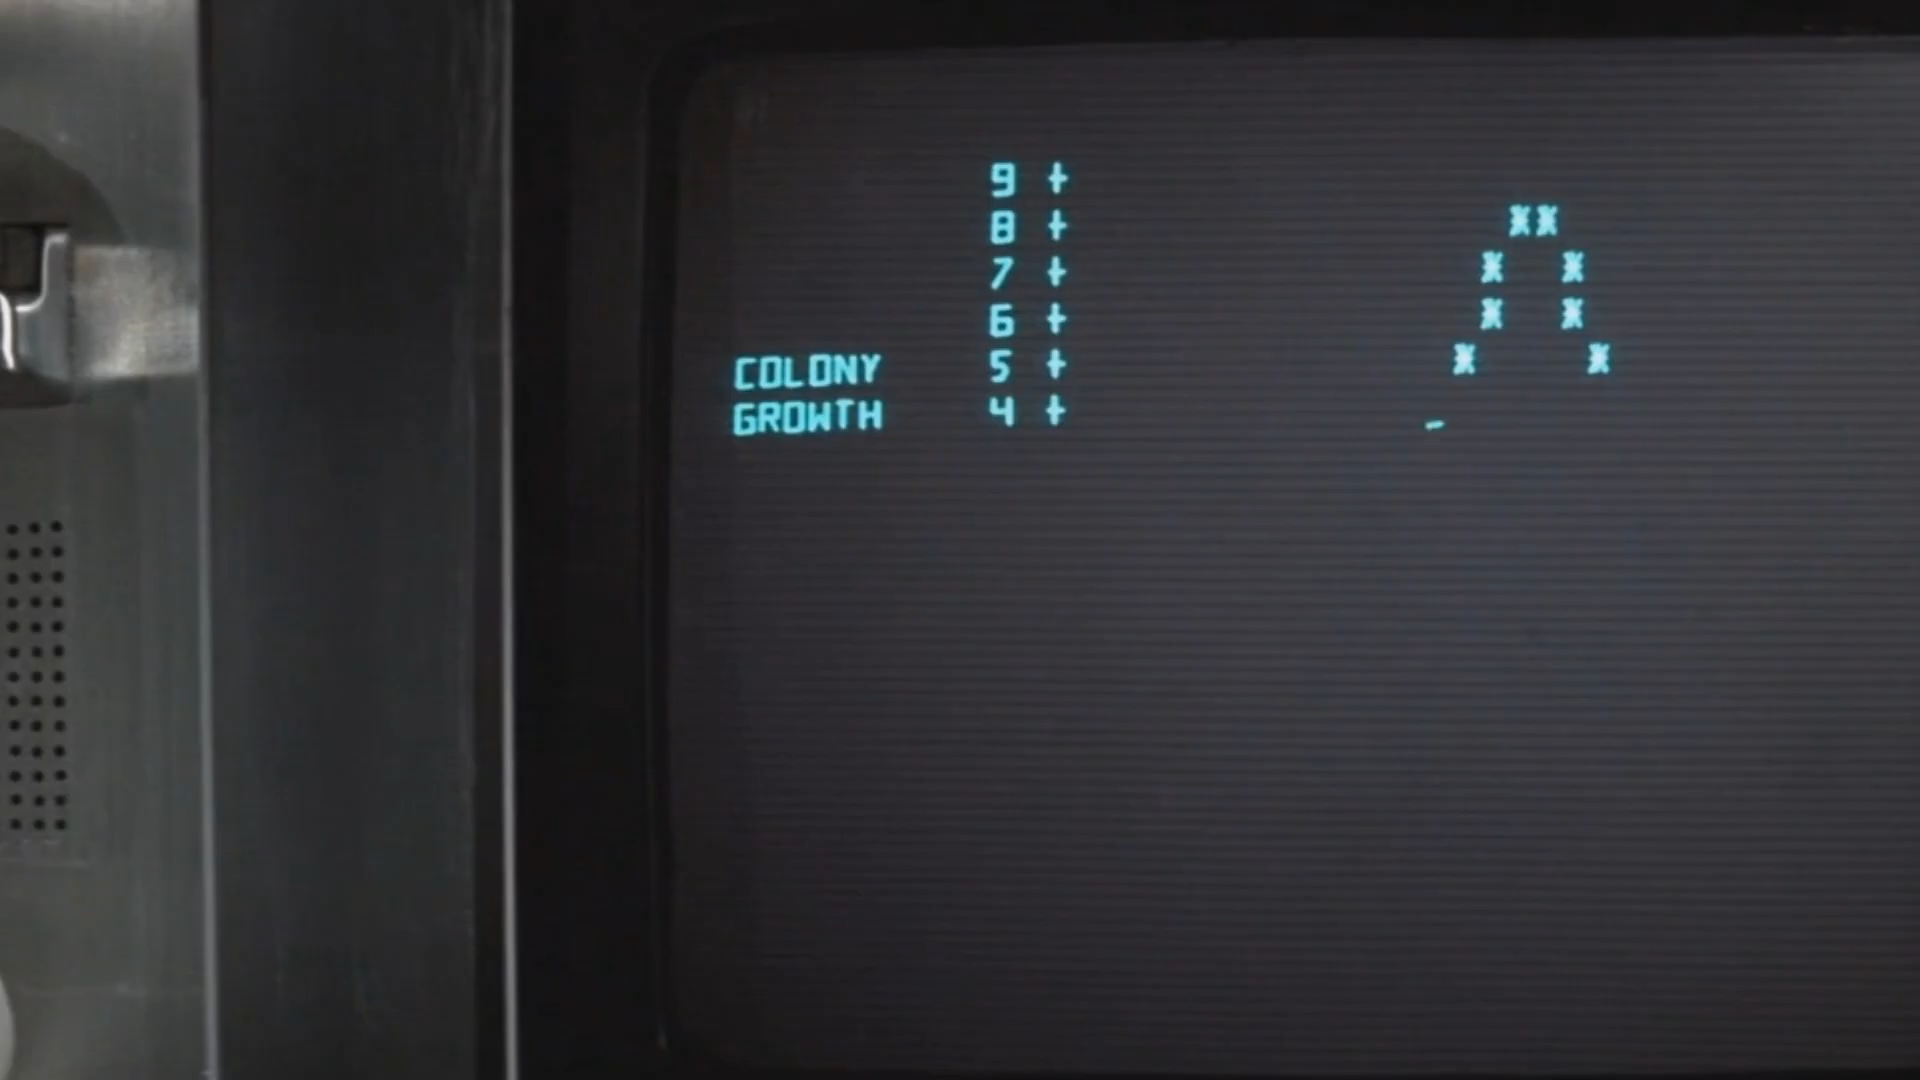 9 +
8 + **
7 + * *
6 + * *
COLONY 5 + * *
GROWTH 4 + -